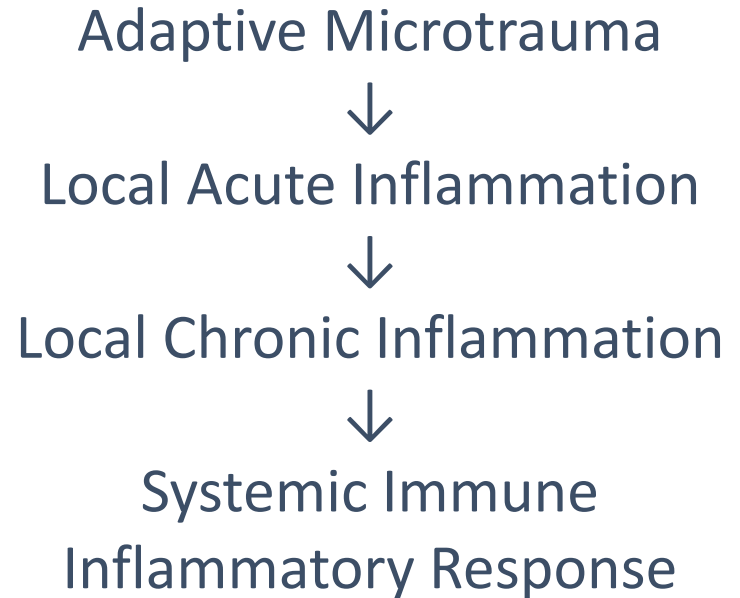 Adaptive Microtrauma
↓
Local Acute Inflammation
↓
Local Chronic Inflammation
↓
Systemic Immune
Inflammatory Response